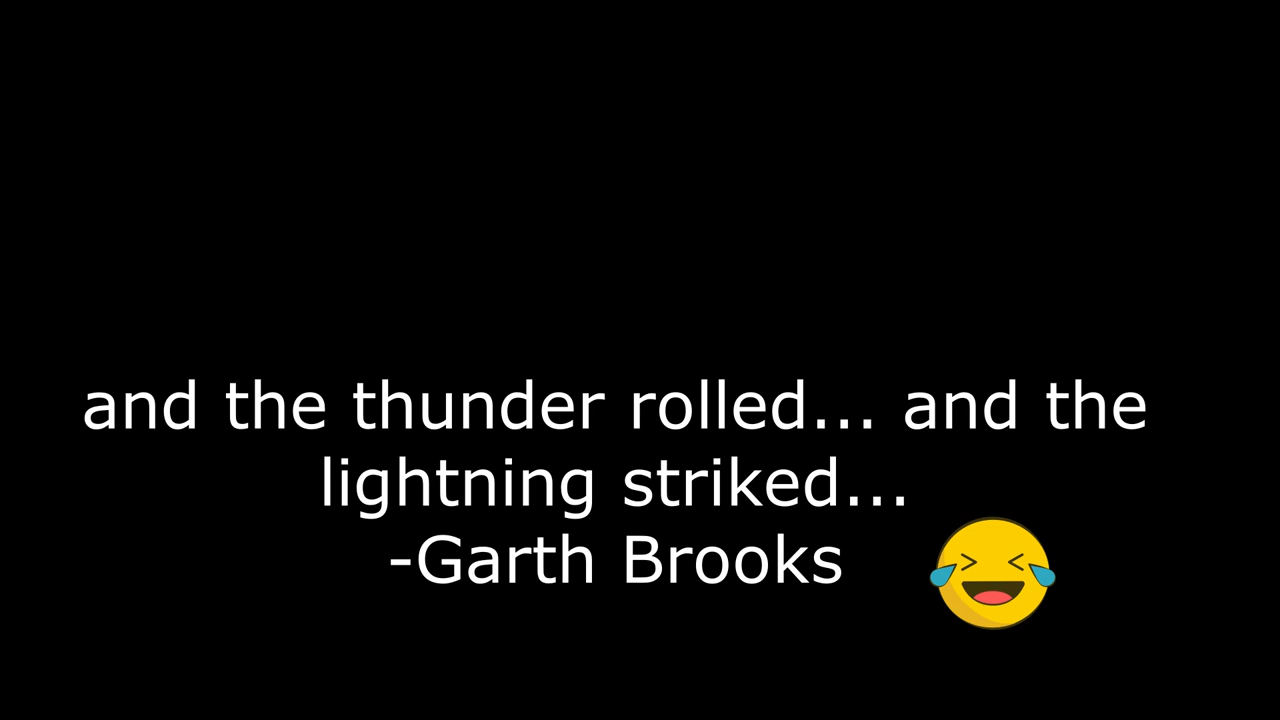 and the thunder rolled... and the
lightning striked...
-Garth Brooks